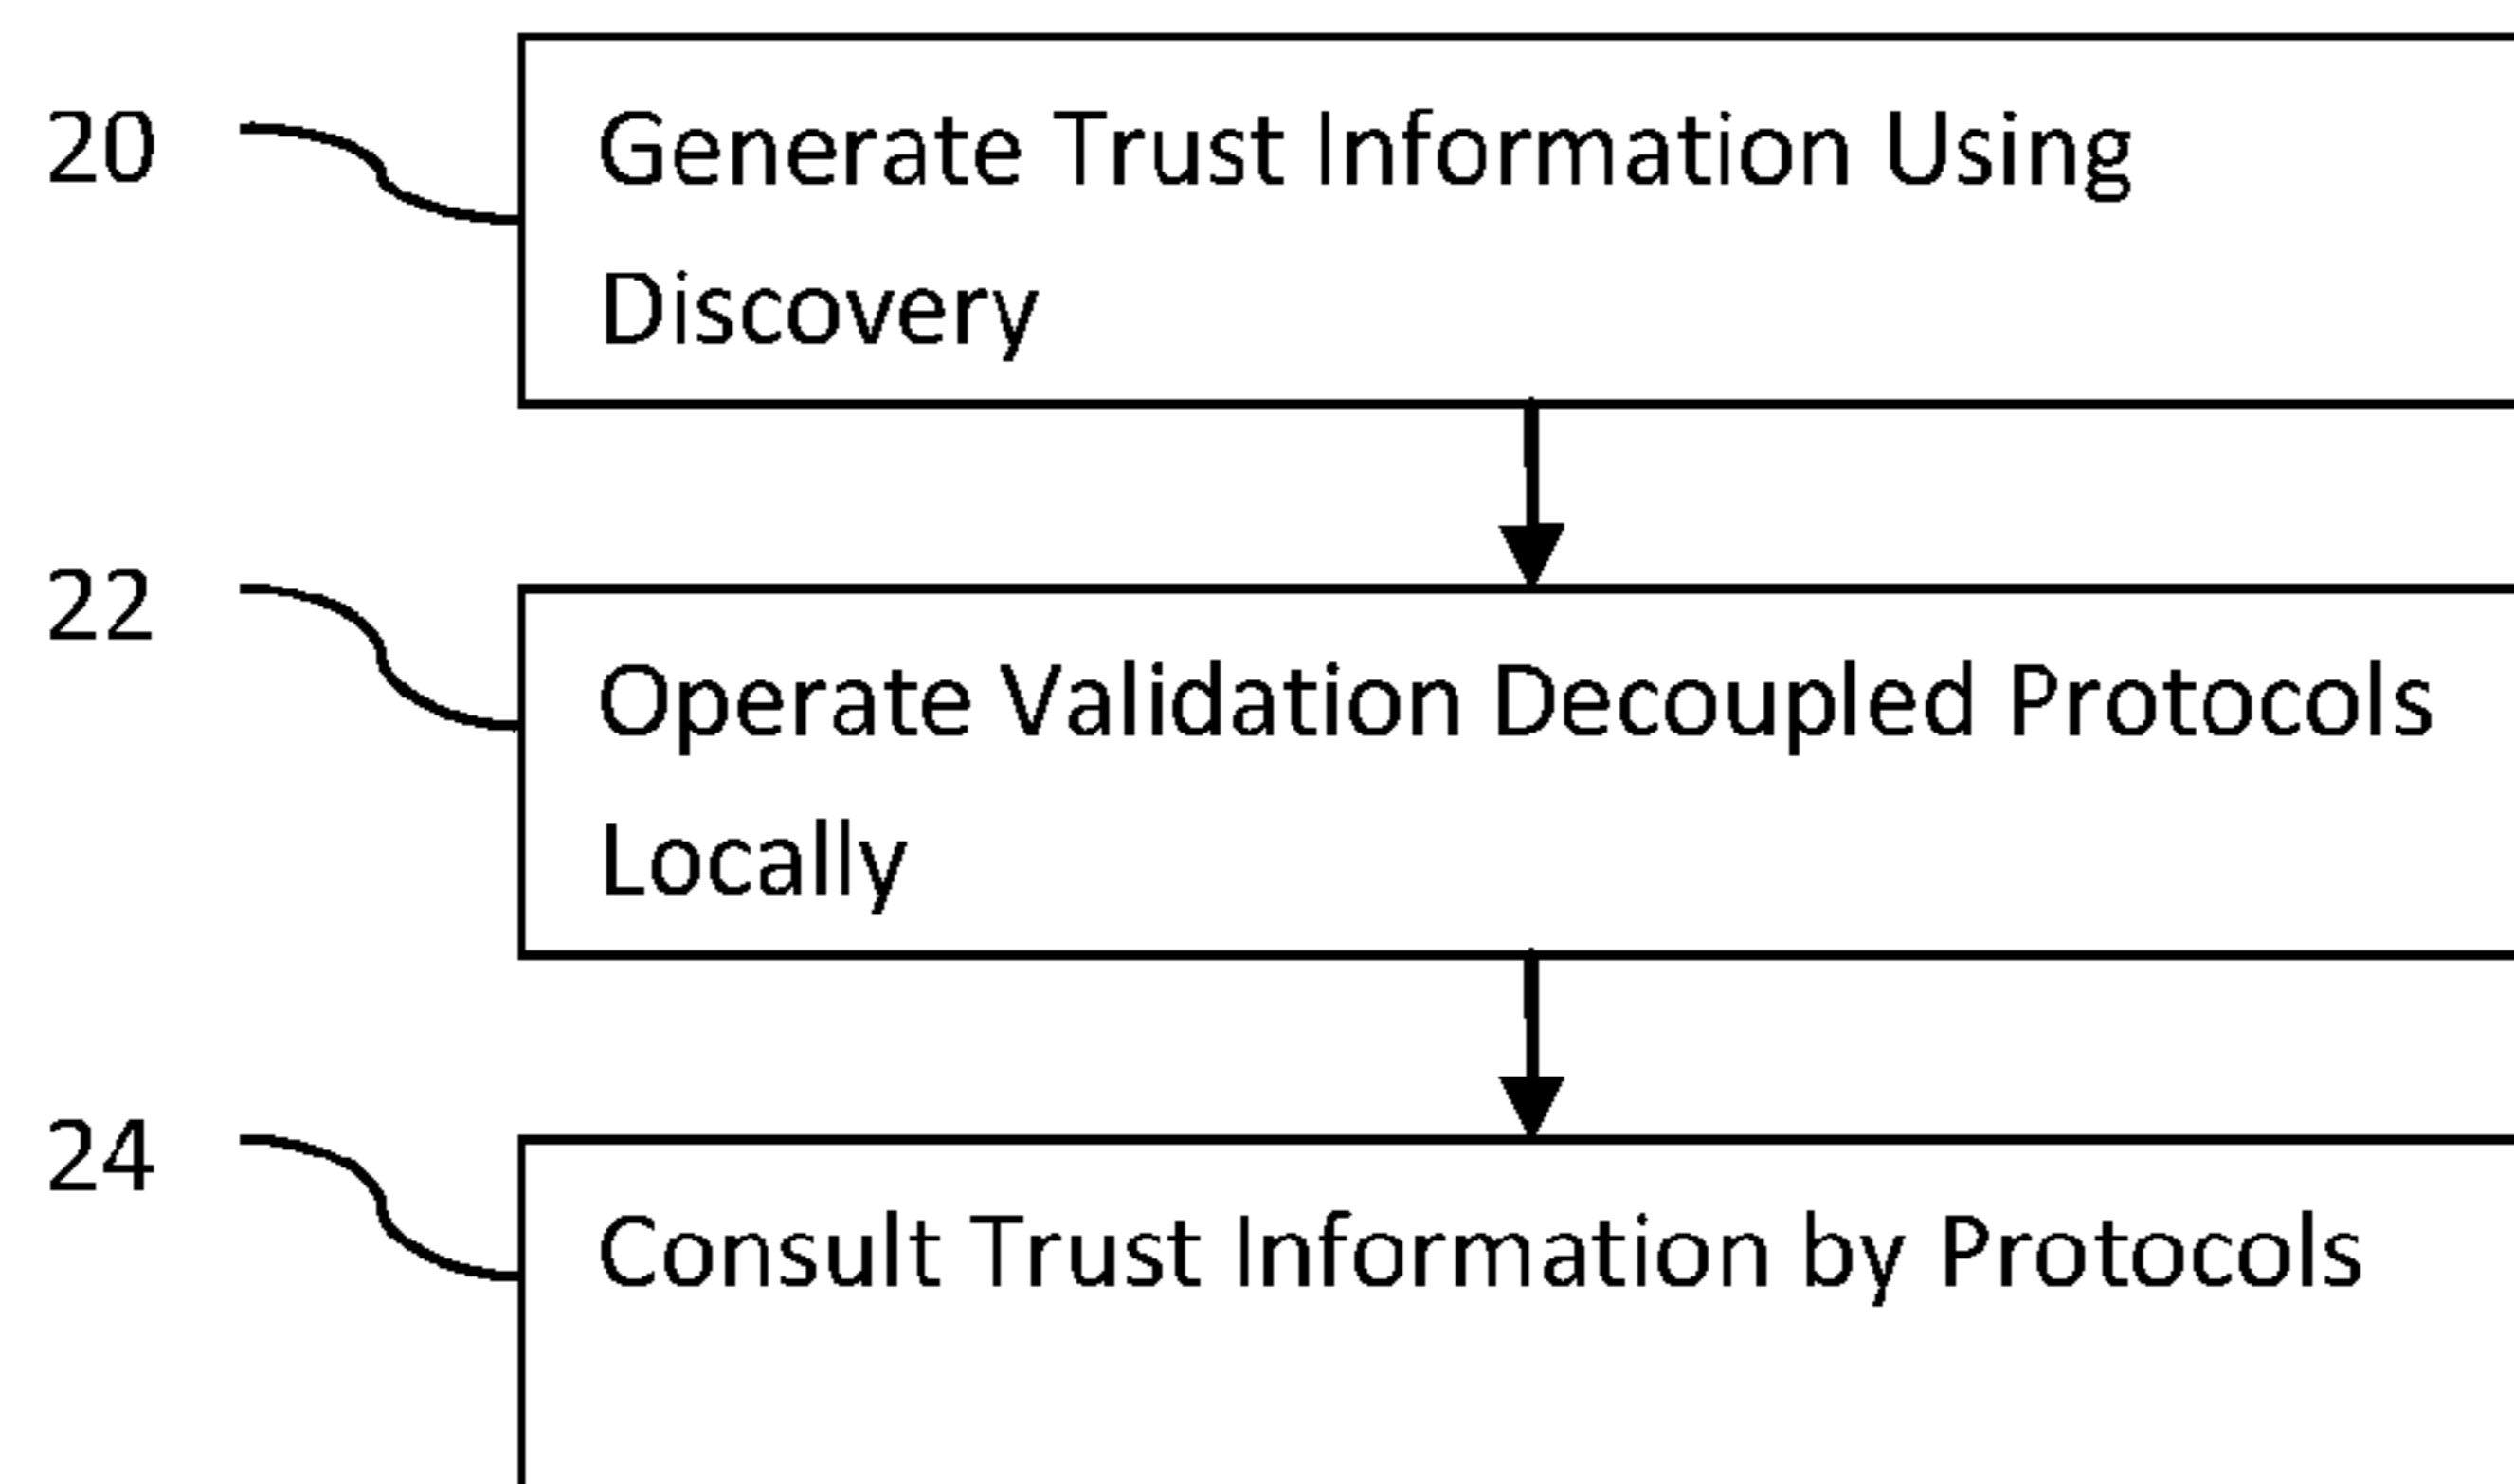 20
Generate Trust Information Using
Discovery
22
Operate Validation Decoupled Protocols
Locally
24
Consult Trust Information by Protocols